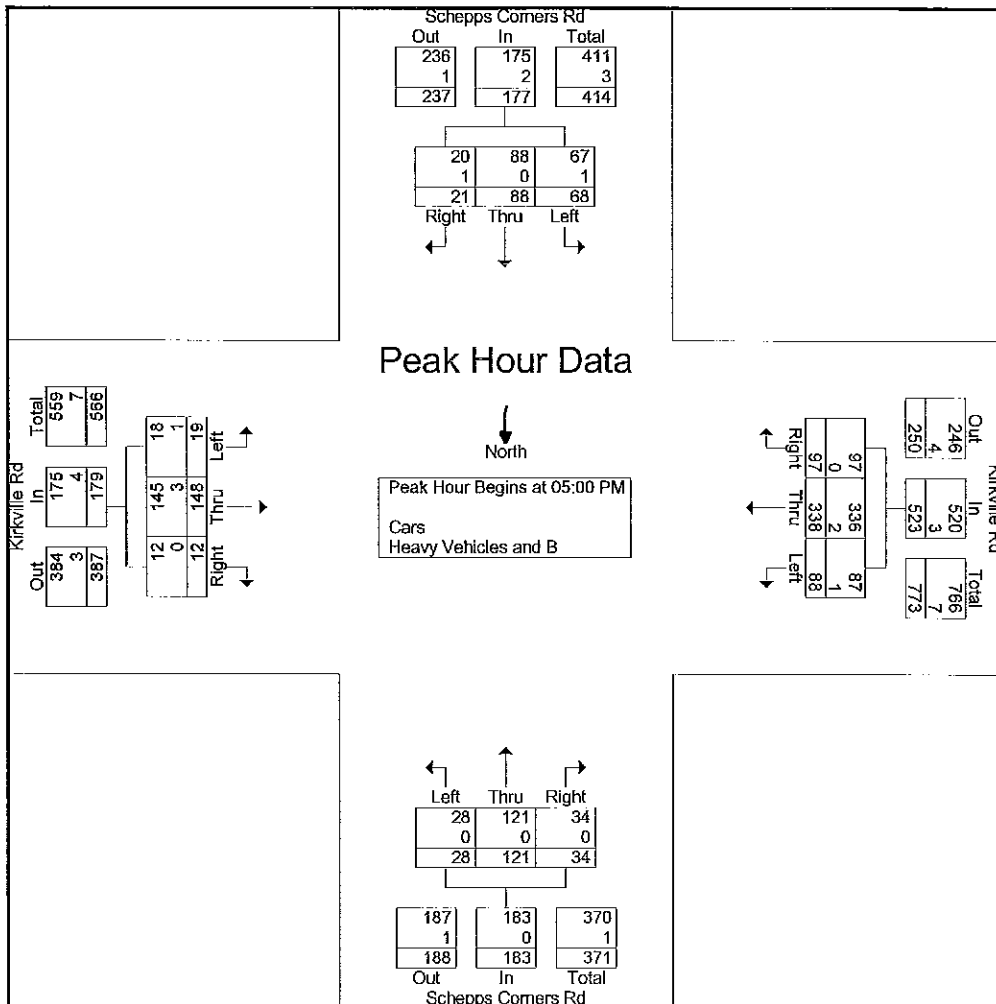 Schepps Corners Rd
Out In Total
236 175 411
1 2 3
237 177 414
20 88 67
1 0 1
21 88 68
Right Thru Left
Peak Hour Data
North
Peak Hour Begins at 05:00 PM
Cars
Heavy Vehicles and B
Kirkville Rd
Total In Out
559 175 384
7 4 3
566 179 387
18 145 12
1 3 0
19 148 12
Left Thru Right
Right Thru Left
97 338 88
0 2 1
97 336 87
Out In Total
250 523 773
4 3 7
246 520 766
Kirkville Rd
Left Thru Right
28 121 34
0 0 0
28 121 34
187 183 370
1 0 1
188 183 371
Out In Total
Schepps Corners Rd